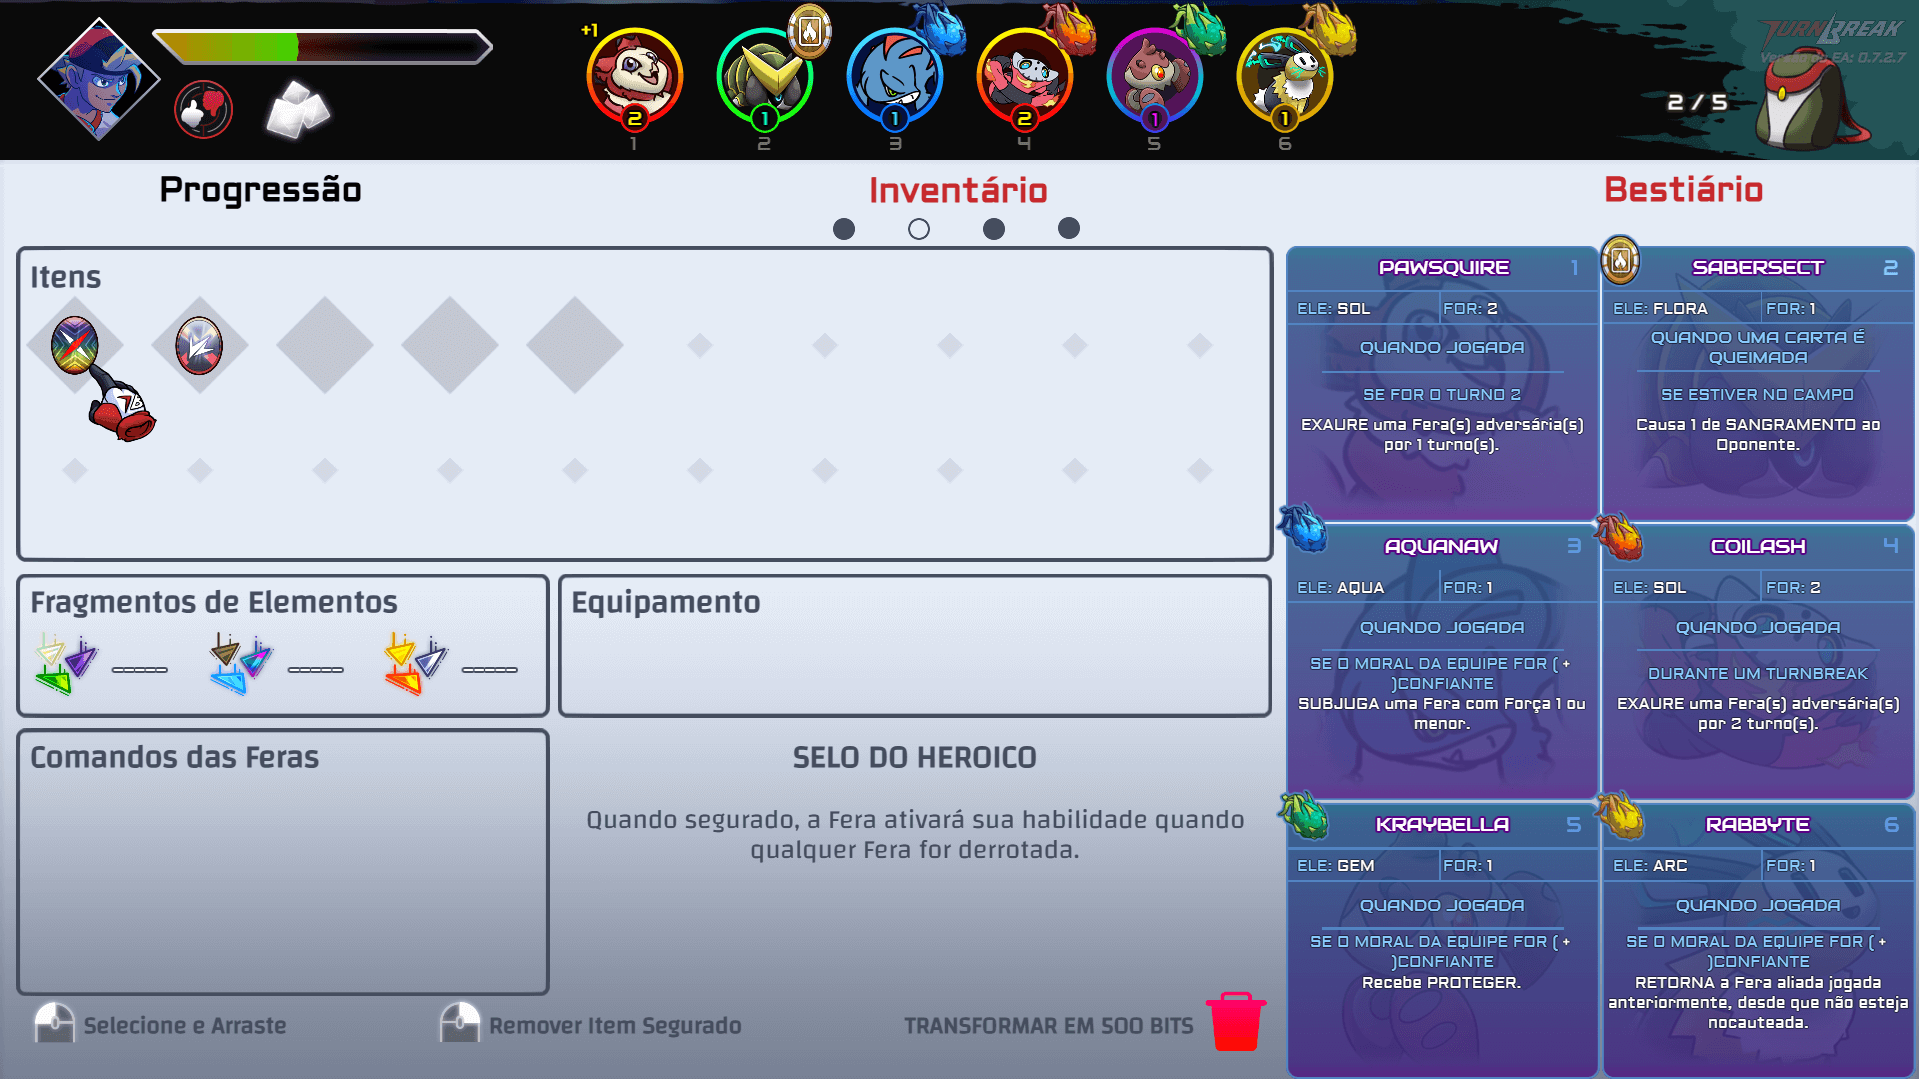 +1
2
1
1
2
1
1
1
2
3
4
5
6
TURNBREAK
Versão do EA: 0.7.2.7
2 / 5
Progressão
Inventário
Bestiário
Itens
Fragmentos de Elementos
Equipamento
Comandos das Feras
SELO DO HEROICO
Quando segurado, a Fera ativará sua habilidade quando
qualquer Fera for derrotada.
Selecione e Arraste
Remover Item Segurado
TRANSFORMAR EM 500 BITS
PAWSQUIRE 1
ELE: SOL FOR: 2
QUANDO JOGADA
SE FOR O TURNO 2
EXAURE uma Fera(s) adversária(s)
por 1 turno(s).
SABERSECT 2
ELE: FLORA FOR: 1
QUANDO UMA CARTA É
QUEIMADA
SE ESTIVER NO CAMPO
Causa 1 de SANGRAMENTO ao
Oponente.
AQUANAW 3
ELE: AQUA FOR: 1
QUANDO JOGADA
SE O MORAL DA EQUIPE FOR ( +
)CONFIANTE
SUBJUGA uma Fera com Força 1 ou
menor.
COILASH 4
ELE: SOL FOR: 2
QUANDO JOGADA
DURANTE UM TURNBREAK
EXAURE uma Fera(s) adversária(s)
por 2 turno(s).
KRAYBELLA 5
ELE: GEM FOR: 1
QUANDO JOGADA
SE O MORAL DA EQUIPE FOR ( +
)CONFIANTE
Recebe PROTEGER.
RABBYTE 6
ELE: ARC FOR: 1
QUANDO JOGADA
SE O MORAL DA EQUIPE FOR ( +
)CONFIANTE
RETORNA a Fera aliada jogada
anteriormente, desde que não esteja
nocauteada.